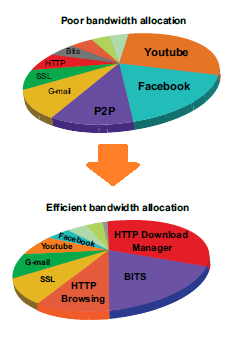 Poor bandwidth allocation
Youtube
Bits
HTTP
SSL
Facebook
G-mail
P2P
Efficient bandwidth allocation
HTTP Download
Manager
Facebook
Youtube
G-mail
BITS
SSL
HTTP
Browsing